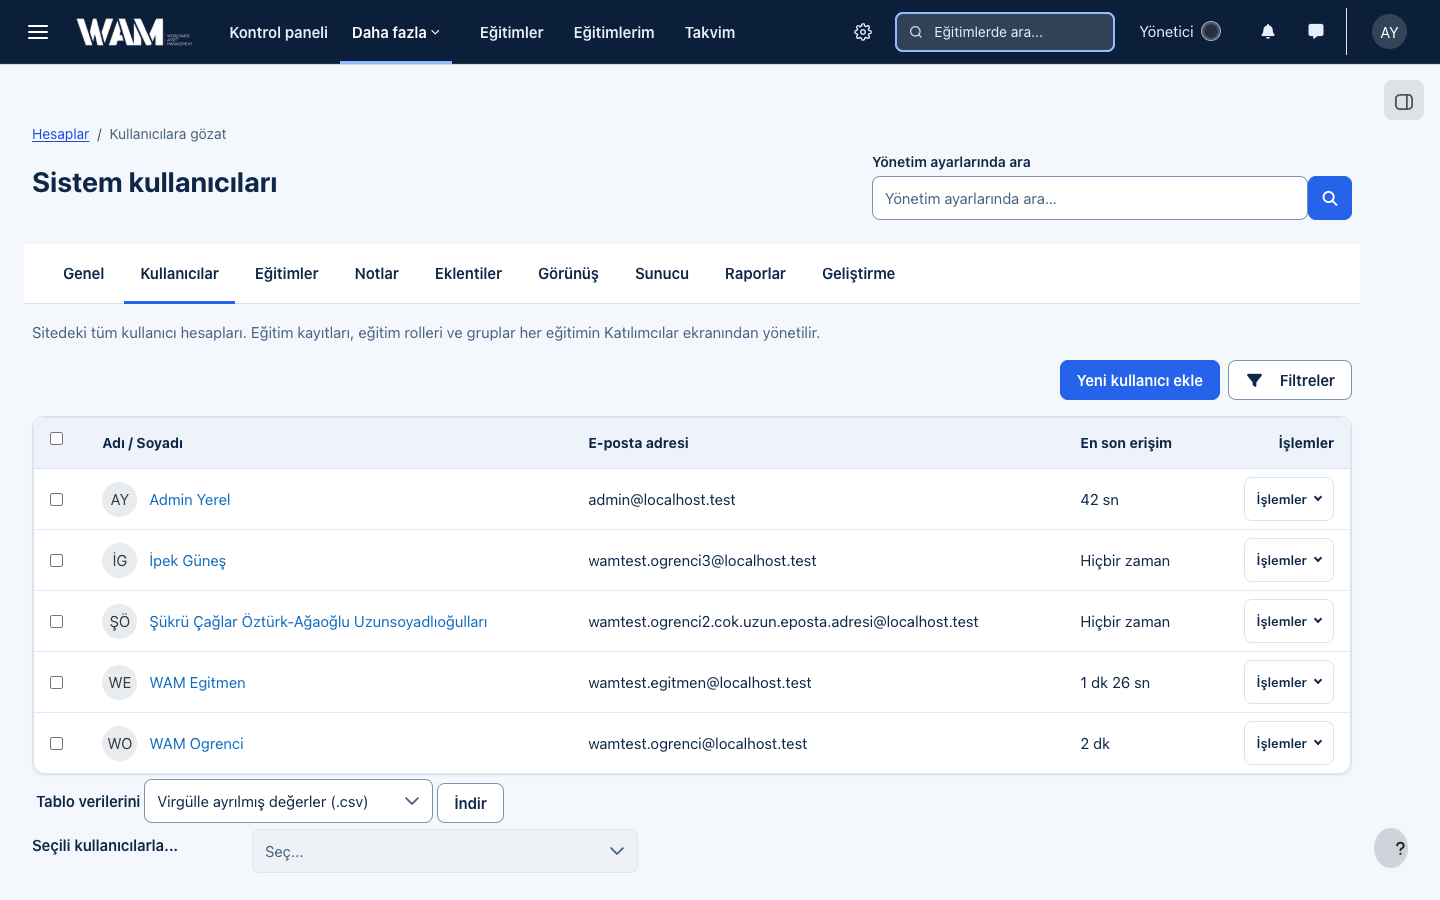 WAM WORLDWIDE ASSET MANAGEMENT Kontrol paneli Daha fazla Eğitimler Eğitimlerim Takvim Eğitimlerde ara... Yönetici AY
Hesaplar / Kullanıcılara gözat
Yönetim ayarlarında ara
Sistem kullanıcıları
Yönetim ayarlarında ara...
Genel Kullanıcılar Eğitimler Notlar Eklentiler Görünüş Sunucu Raporlar Geliştirme
Sitedeki tüm kullanıcı hesapları. Eğitim kayıtları, eğitim rolleri ve gruplar her eğitimin Katılımcılar ekranından yönetilir.
Yeni kullanıcı ekle Filtreler
Adı / Soyadı E-posta adresi En son erişim İşlemler
AY Admin Yerel admin@localhost.test 42 sn İşlemler
İG İpek Güneş wamtest.ogrenci3@localhost.test Hiçbir zaman İşlemler
ŞÖ Şükrü Çağlar Öztürk-Ağaoğlu Uzunsoyadlıoğulları wamtest.ogrenci2.cok.uzun.eposta.adresi@localhost.test Hiçbir zaman İşlemler
WE WAM Egitmen wamtest.egitmen@localhost.test 1 dk 26 sn İşlemler
WO WAM Ogrenci wamtest.ogrenci@localhost.test 2 dk İşlemler
Tablo verilerini Virgülle ayrılmış değerler (.csv) İndir
Seçili kullanıcılarla... Seç...
?